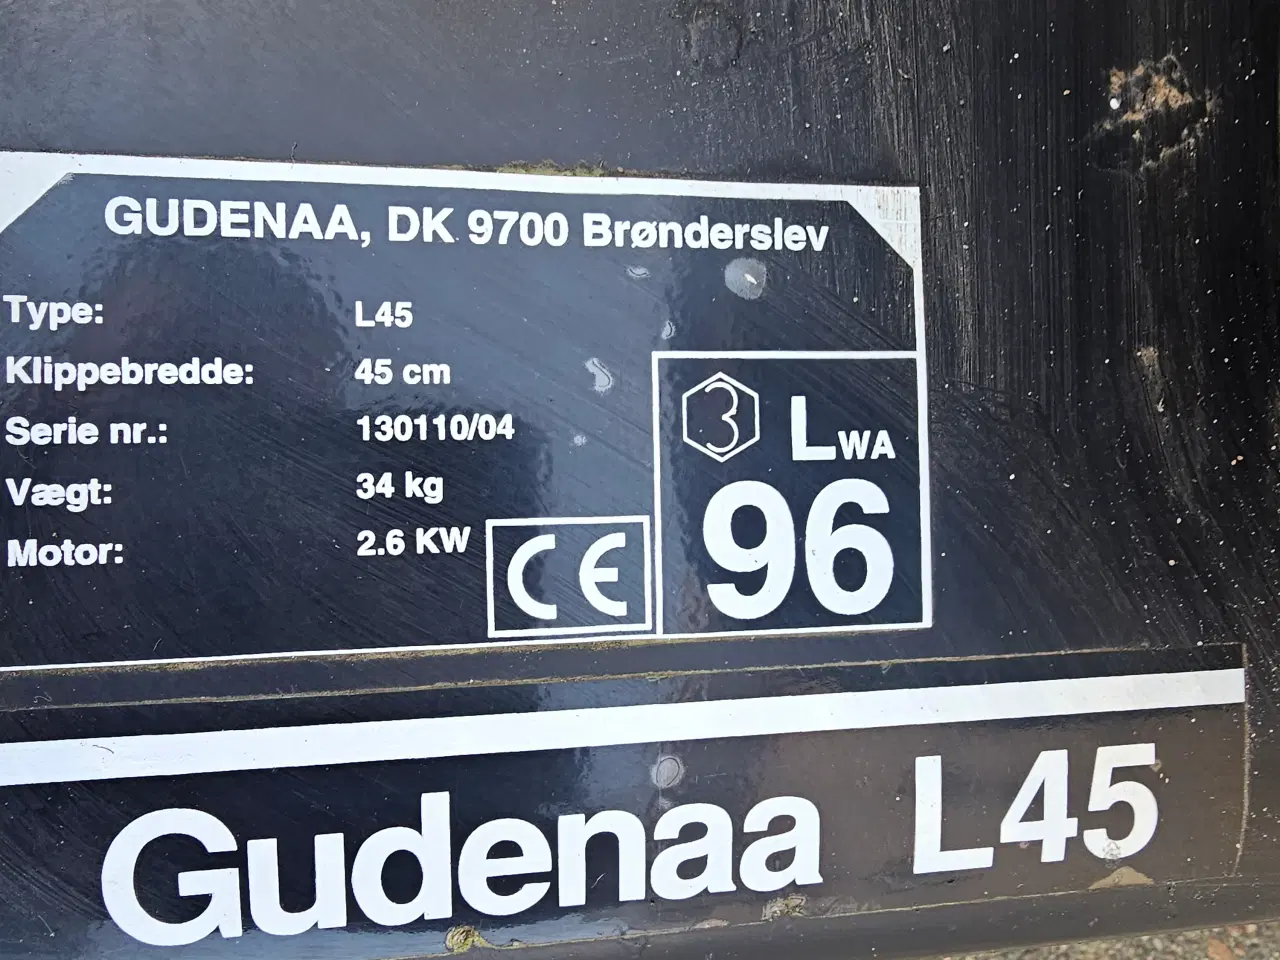 GUDENAA, DK 9700 Brønderslev
Type: L45
Klippebredde: 45 cm
Serie nr.: 130110/04
Vægt: 34 kg
Motor: 2.6 KW
CE
3 LWA
96
Gudenaa L45